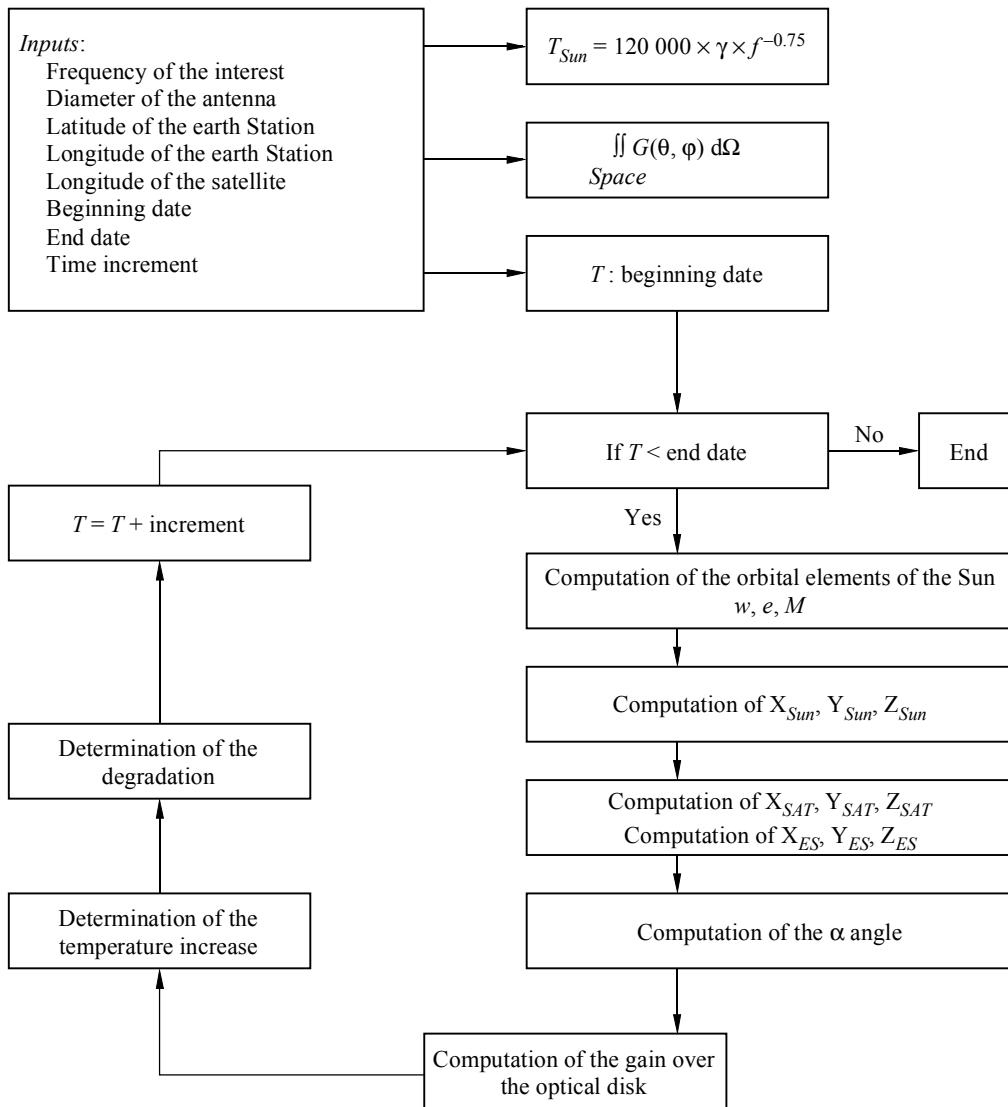 Inputs:
Frequency of the interest
Diameter of the antenna
Latitude of the earth Station
Longitude of the earth Station
Longitude of the satellite
Beginning date
End date
Time increment
T_Sun = 120 000 × γ × f^−0.75
∬ G(θ, φ) dΩ
Space
T : beginning date
If T < end date
No
End
Yes
T = T + increment
Computation of the orbital elements of the Sun
w, e, M
Computation of X_Sun, Y_Sun, Z_Sun
Determination of the
degradation
Computation of X_SAT, Y_SAT, Z_SAT
Computation of X_ES, Y_ES, Z_ES
Determination of the
temperature increase
Computation of the α angle
Computation of the gain over
the optical disk